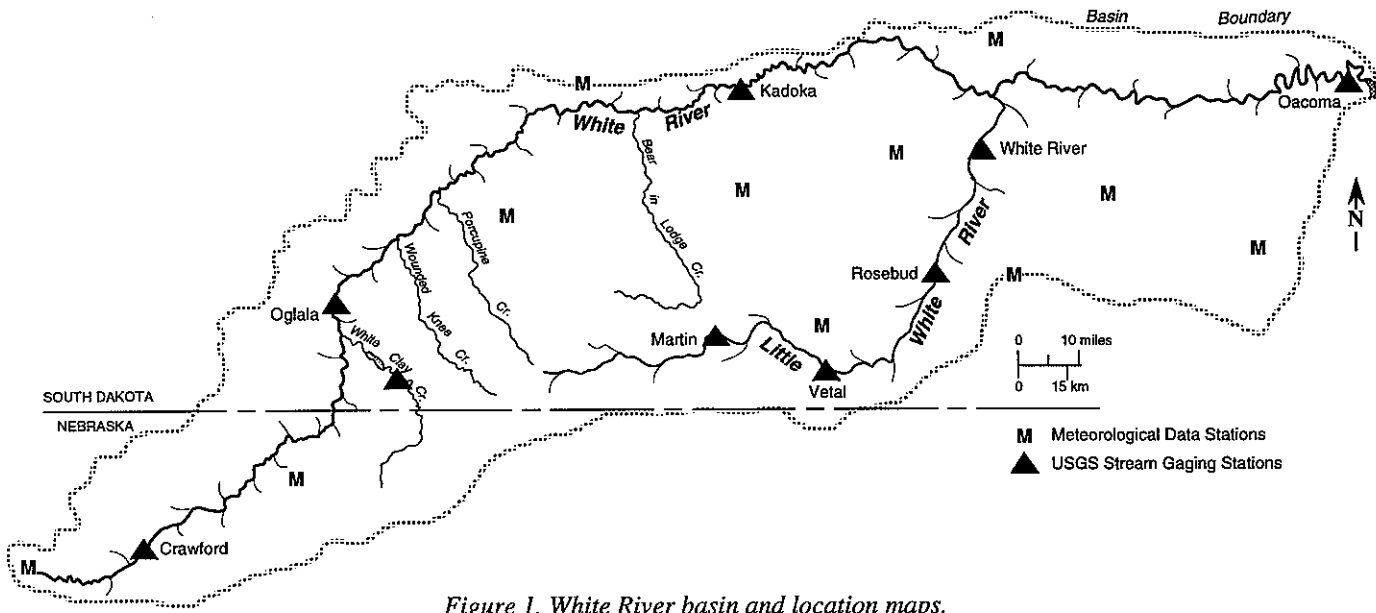 Basin Boundary
M
M
Kadoka
Oacoma
White River
Bear in Lodge Cr.
White River
M
M
M
M
N
Porcupine Cr.
Wounded Knee Cr.
Little White River
Rosebud
M
M
Oglala
White Clay Cr.
Martin
M
Vetal
0 10 miles
0 15 km
SOUTH DAKOTA
NEBRASKA
M Meteorological Data Stations
USGS Stream Gaging Stations
M
Crawford
M
Figure 1. White River basin and location maps.